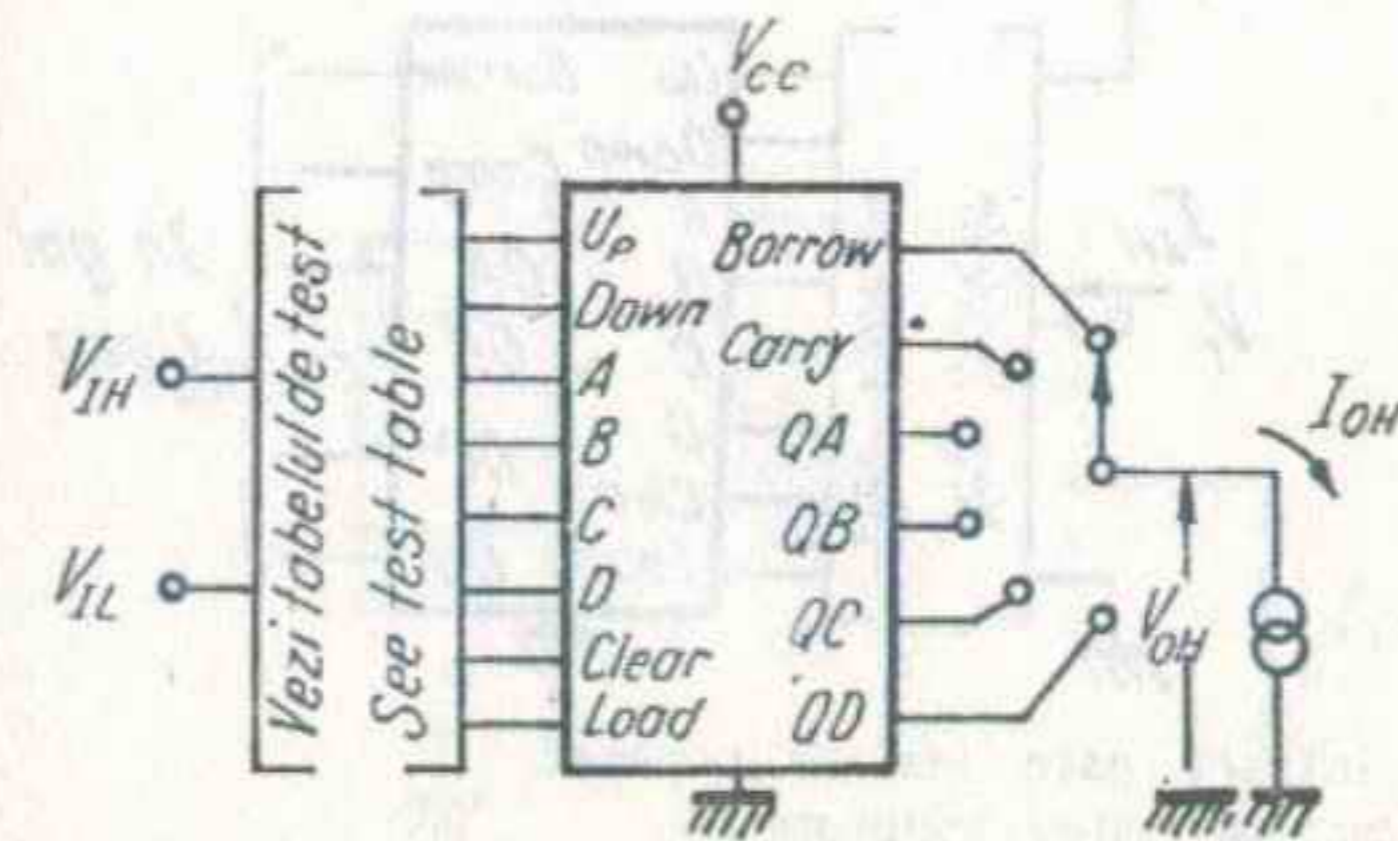 VCC
VIH
VIL
Vezi tabelul de test
See test table
Up
Down
A
B
C
D
Clear
Load
Borrow
Carry
QA
QB
QC
QD
VOH
IOH